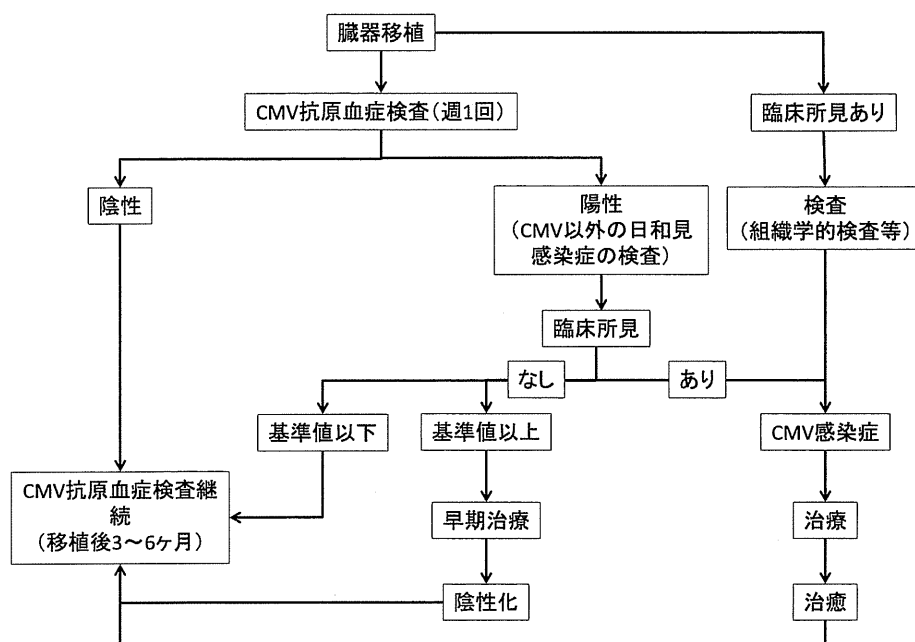 臓器移植
CMV抗原血症検査(週1回)
臨床所見あり
陰性
陽性
(CMV以外の日和見
感染症の検査)
検査
(組織学的検査等)
臨床所見
なし
あり
基準値以下
基準値以上
CMV感染症
CMV抗原血症検査継
続
(移植後3~6ヶ月)
早期治療
治療
陰性化
治癒